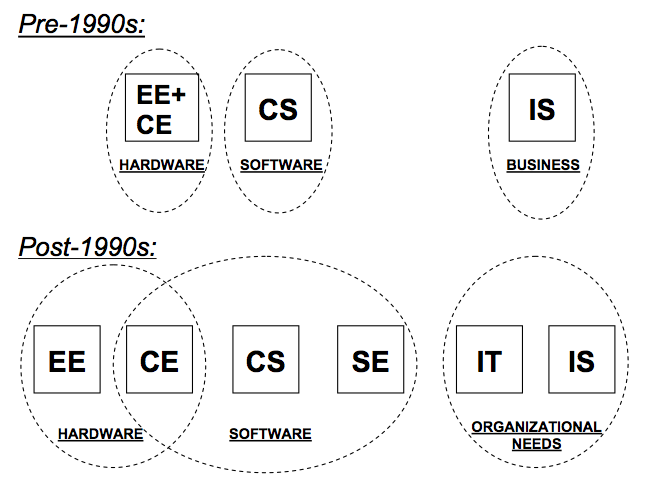 Pre-1990s:
EE+
CE
CS
IS
HARDWARE
SOFTWARE
BUSINESS
Post-1990s:
EE
CE
CS
SE
IT
IS
HARDWARE
SOFTWARE
ORGANIZATIONAL
NEEDS